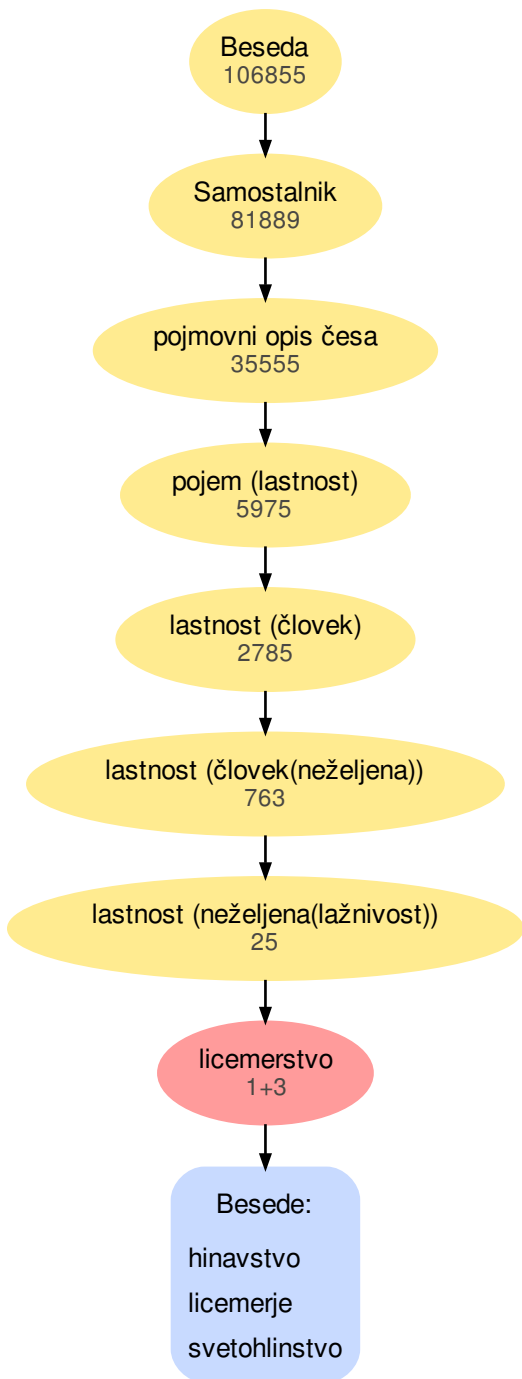 Beseda
106855
Samostalnik
81889
pojmovni opis česa
35555
pojem (lastnost)
5975
lastnost (človek)
2785
lastnost (človek(neželjena))
763
lastnost (neželjena(lažnivost))
25
licemerstvo
1+3
Besede:
hinavstvo
licemerje
svetohlinstvo